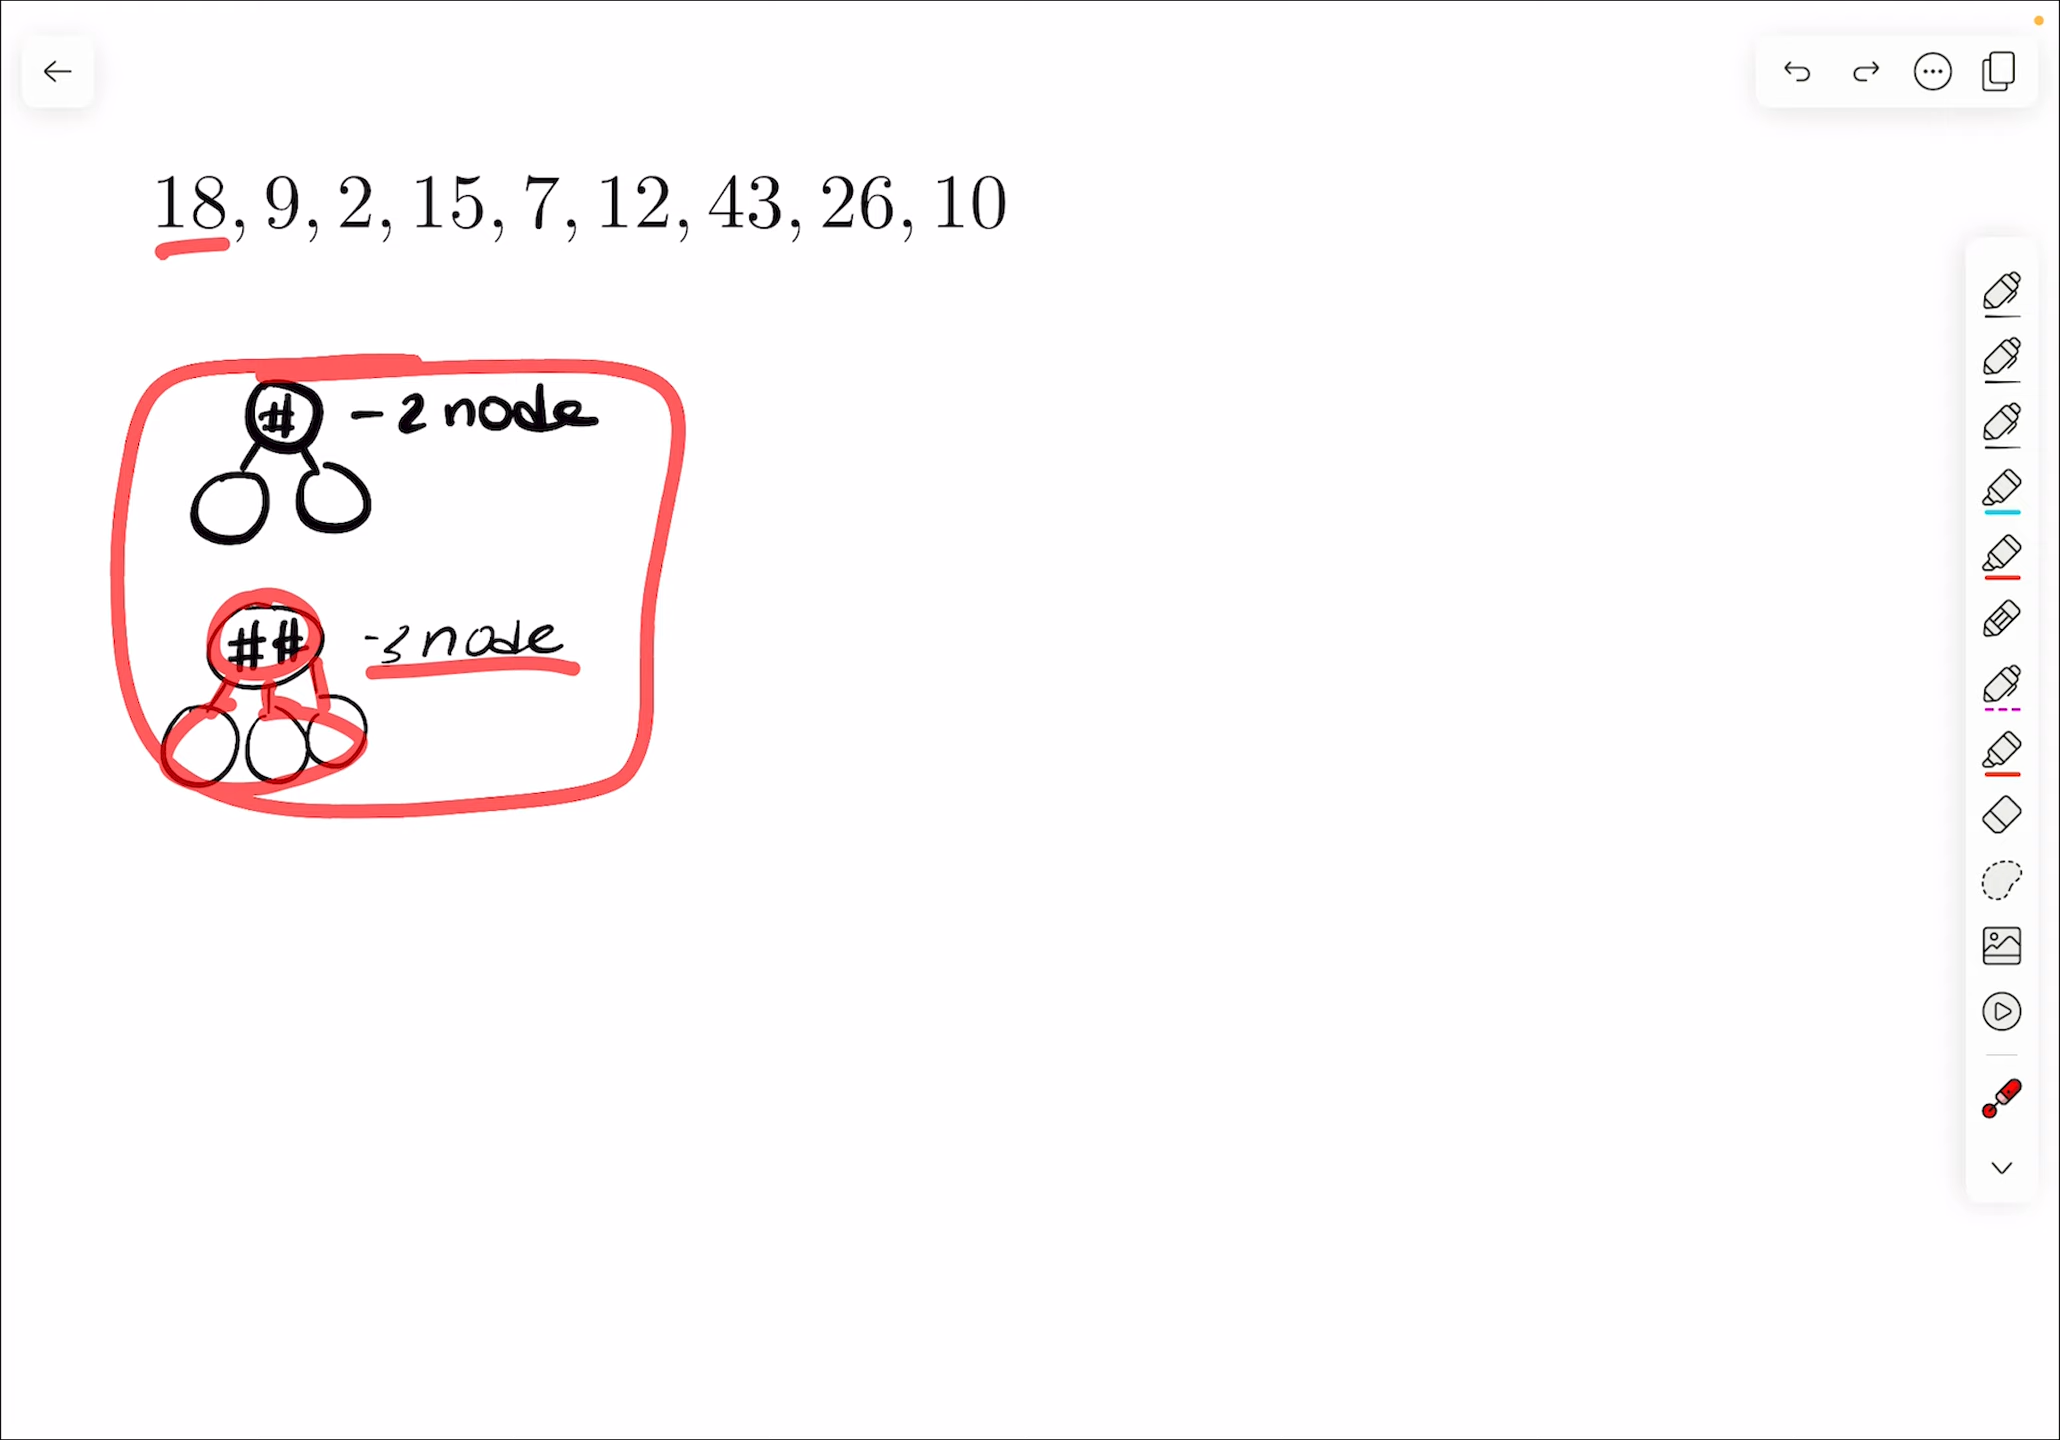 18, 9, 2, 15, 7, 12, 43, 26, 10
# - 2 node
## - 3 node